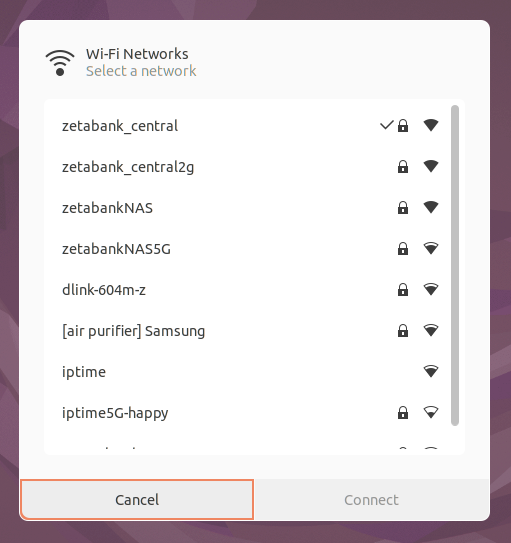 Wi-Fi Networks
Select a network
zetabank_central
zetabank_central2g
zetabankNAS
zetabankNAS5G
dlink-604m-z
[air purifier] Samsung
iptime
iptime5G-happy
Cancel
Connect